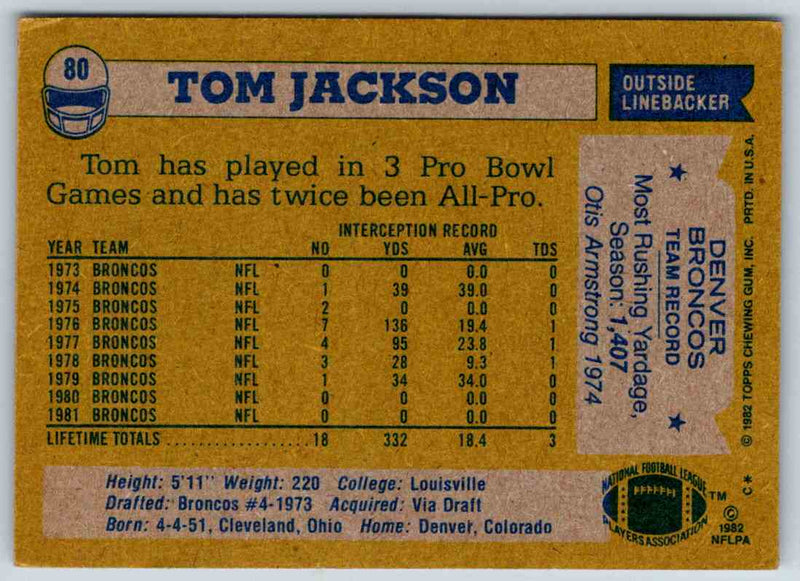 80
TOM JACKSON
OUTSIDE
LINEBACKER
Tom has played in 3 Pro Bowl
Games and has twice been All-Pro.
INTERCEPTION RECORD
YEAR TEAM NO YDS AVG TDS
1973 BRONCOS NFL 0 0 0.0 0
1974 BRONCOS NFL 1 39 39.0 0
1975 BRONCOS NFL 2 0 0.0 0
1976 BRONCOS NFL 7 136 19.4 1
1977 BRONCOS NFL 4 95 23.8 1
1978 BRONCOS NFL 3 28 9.3 1
1979 BRONCOS NFL 1 34 34.0 0
1980 BRONCOS NFL 0 0 0.0 0
1981 BRONCOS NFL 0 0 0.0 0
LIFETIME TOTALS .................... 18 332 18.4 3
DENVER
BRONCOS
TEAM RECORD
★ ★
Most Rushing Yardage,
Season: 1,407
Otis Armstrong 1974
© 1982 TOPPS CHEWING GUM, INC. PRTD. IN U.S.A.
C*
Height: 5'11" Weight: 220 College: Louisville
Drafted: Broncos #4-1973 Acquired: Via Draft
Born: 4-4-51, Cleveland, Ohio Home: Denver, Colorado
NATIONAL FOOTBALL LEAGUE
PLAYERS ASSOCIATION
TM
©
1982
NFLPA